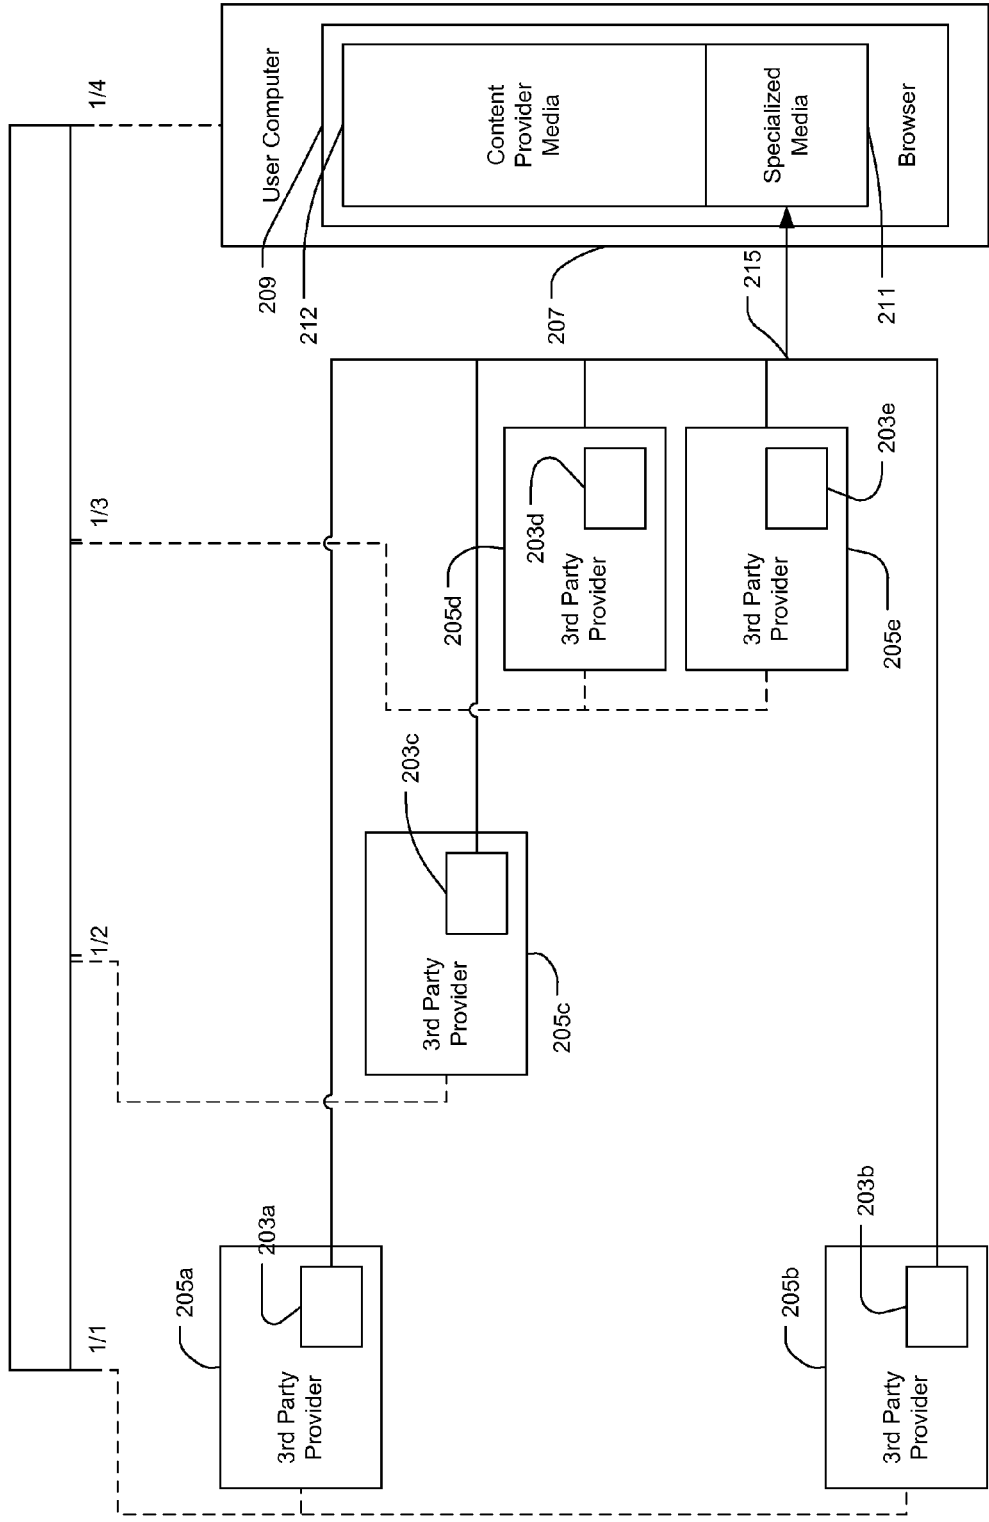 1/1
1/2
1/3
1/4
205a
203a
3rd Party
Provider
205c
203c
3rd Party
Provider
205d
203d
3rd Party
Provider
205e
203e
3rd Party
Provider
205b
203b
3rd Party
Provider
209
212
207
215
211
User Computer
Content
Provider
Media
Specialized
Media
Browser